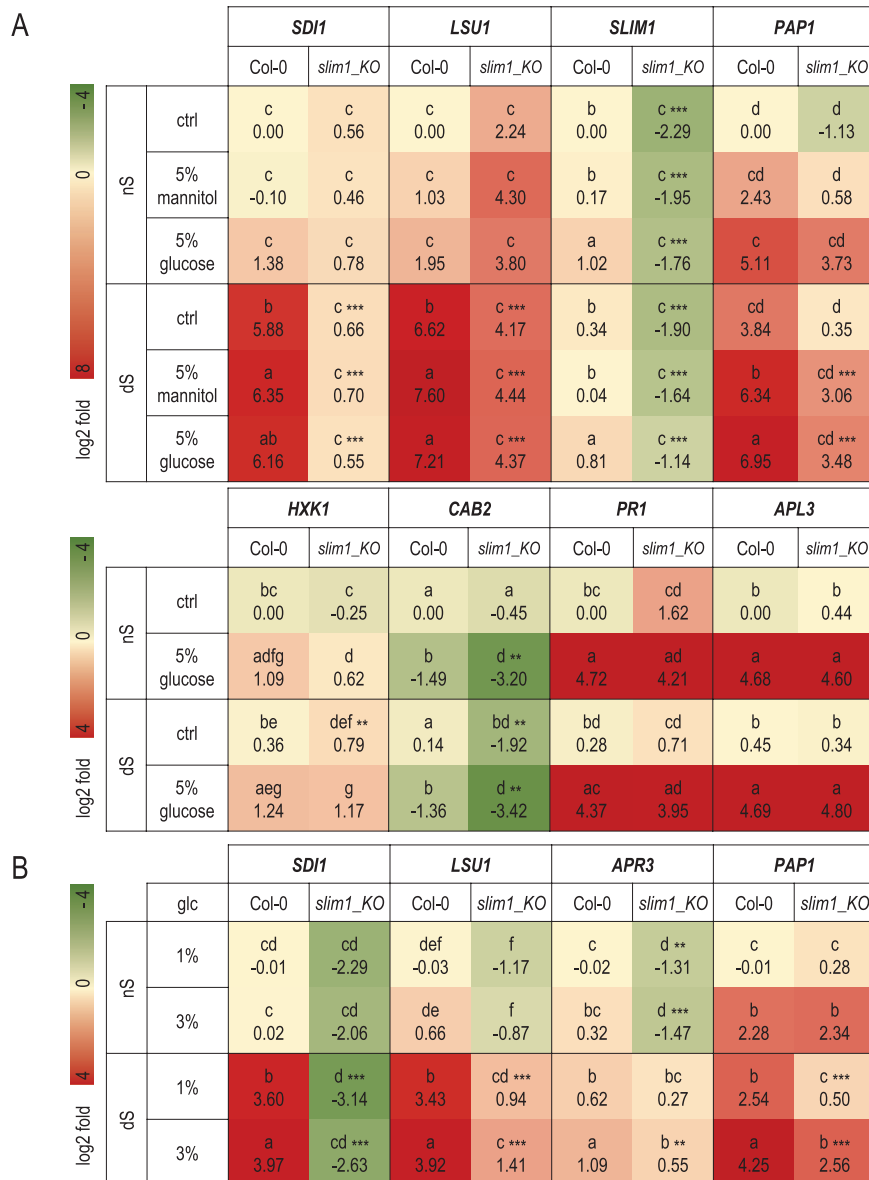 A
SDI1 LSU1 SLIM1 PAP1
Col-0 slim1_KO Col-0 slim1_KO Col-0 slim1_KO Col-0 slim1_KO
- 4 0 8
log2 fold
nS
ctrl
c c c c b c *** d d
0.00 0.56 0.00 2.24 0.00 -2.29 0.00 -1.13
5% mannitol
c c c c b c *** cd d
-0.10 0.46 1.03 4.30 0.17 -1.95 2.43 0.58
5% glucose
c c c c a c *** c cd
1.38 0.78 1.95 3.80 1.02 -1.76 5.11 3.73
dS
ctrl
b c *** b c *** b c *** cd d
5.88 0.66 6.62 4.17 0.34 -1.90 3.84 0.35
5% mannitol
a c *** a c *** b c *** b cd ***
6.35 0.70 7.60 4.44 0.04 -1.64 6.34 3.06
5% glucose
ab c *** a c *** a c *** a cd ***
6.16 0.55 7.21 4.37 0.81 -1.14 6.95 3.48
HXK1 CAB2 PR1 APL3
Col-0 slim1_KO Col-0 slim1_KO Col-0 slim1_KO Col-0 slim1_KO
- 4 0 4
log2 fold
nS
ctrl
bc c a a bc cd b b
0.00 -0.25 0.00 -0.45 0.00 1.62 0.00 0.44
5% glucose
adfg d b d ** a ad a a
1.09 0.62 -1.49 -3.20 4.72 4.21 4.68 4.60
dS
ctrl
be def ** a bd ** bd cd b b
0.36 0.79 0.14 -1.92 0.28 0.71 0.45 0.34
5% glucose
aeg g b d ** ac ad a a
1.24 1.17 -1.36 -3.42 4.37 3.95 4.69 4.80
B
SDI1 LSU1 APR3 PAP1
glc Col-0 slim1_KO Col-0 slim1_KO Col-0 slim1_KO Col-0 slim1_KO
- 4 0 4
log2 fold
nS
1%
cd cd def f c d ** c c
-0.01 -2.29 -0.03 -1.17 -0.02 -1.31 -0.01 0.28
3%
c cd de f bc d *** b b
0.02 -2.06 0.66 -0.87 0.32 -1.47 2.28 2.34
dS
1%
b d *** b cd *** b bc b c ***
3.60 -3.14 3.43 0.94 0.62 0.27 2.54 0.50
3%
a cd *** a c *** a b ** a b ***
3.97 -2.63 3.92 1.41 1.09 0.55 4.25 2.56